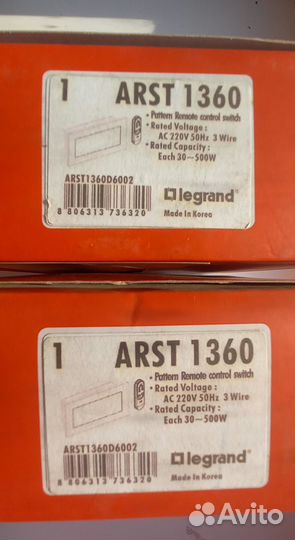 1 ARST 1360
• Pattern Remote control switch
• Rated Voltage :
AC 220V 50Hz 3 Wire
• Rated Capacity :
Each 30~500W
ARST1360D6002
8 806313 736320
legrand
Made in Korea
1 ARST 1360
• Pattern Remote control switch
• Rated Voltage :
AC 220V 50Hz 3 Wire
• Rated Capacity :
Each 30~500W
ARST1360D6002
8 806313 736320
legrand
Made in Korea
Avito